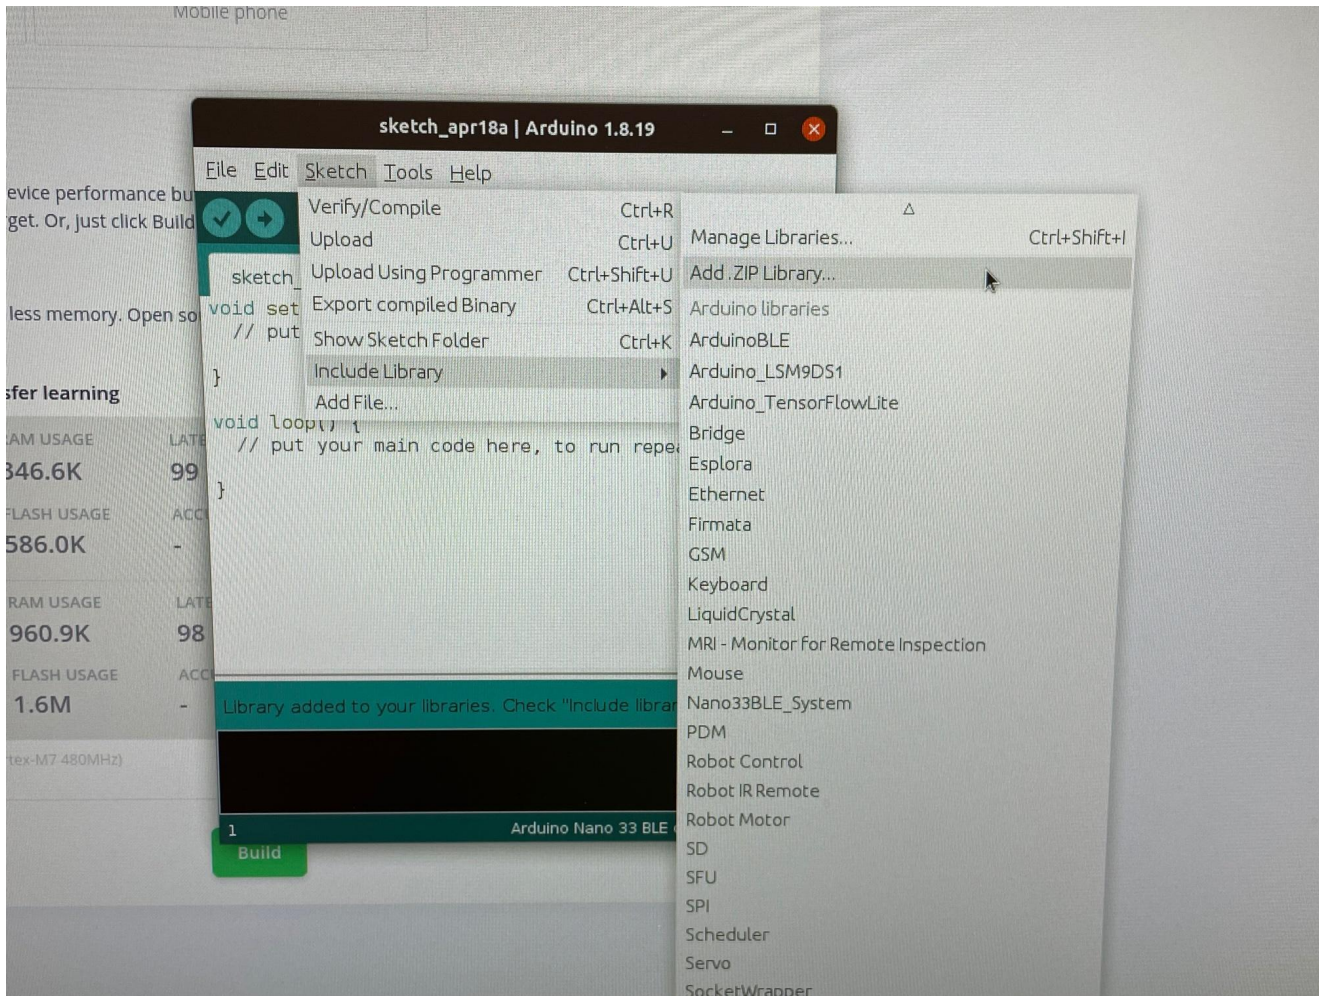 Mobile phone
sketch_apr18a | Arduino 1.8.19
File Edit Sketch Tools Help
evice performance bu
get. Or, just click Build
less memory. Open so
sfer learning
RAM USAGE LATE
346.6K 99
FLASH USAGE ACC
586.0K -
RAM USAGE LATE
960.9K 98
FLASH USAGE ACC
1.6M -
tex-M7 480MHz)
Build
sketch_
void set
// put
}
void loop() {
// put your main code here, to run repea
}
Library added to your libraries. Check "Include librar
1
Arduino Nano 33 BLE
Verify/Compile Ctrl+R
Upload Ctrl+U
Upload Using Programmer Ctrl+Shift+U
Export compiled Binary Ctrl+Alt+S
Show Sketch Folder Ctrl+K
Include Library
Add File...
Manage Libraries... Ctrl+Shift+I
Add .ZIP Library...
Arduino libraries
ArduinoBLE
Arduino_LSM9DS1
Arduino_TensorFlowLite
Bridge
Esplora
Ethernet
Firmata
GSM
Keyboard
LiquidCrystal
MRI - Monitor for Remote Inspection
Mouse
Nano33BLE_System
PDM
Robot Control
Robot IR Remote
Robot Motor
SD
SFU
SPI
Scheduler
Servo
SocketWrapper